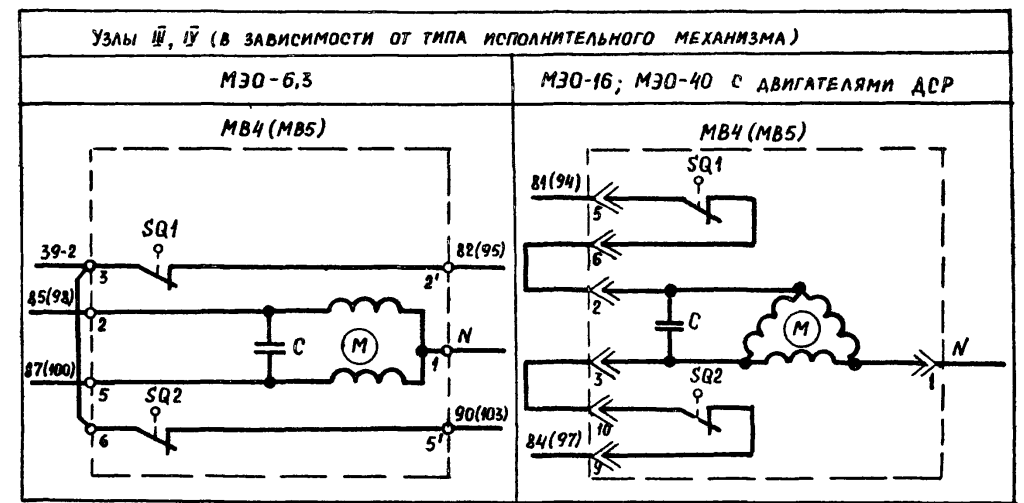 Узлы III, IV (в зависимости от типа исполнительного механизма)
МЭО-6,3
МЭО-16; МЭО-40 с двигателями ДСР
МВ4 (МВ5)
39-2
SQ1
82(95)
3
2'
85(98)
2
C
M
N
1
87(100)
5
SQ2
90(103)
6
5'
МВ4 (МВ5)
SQ1
81(94)
5
6
2
C
M
N
3
1
SQ2
10
84(97)
9